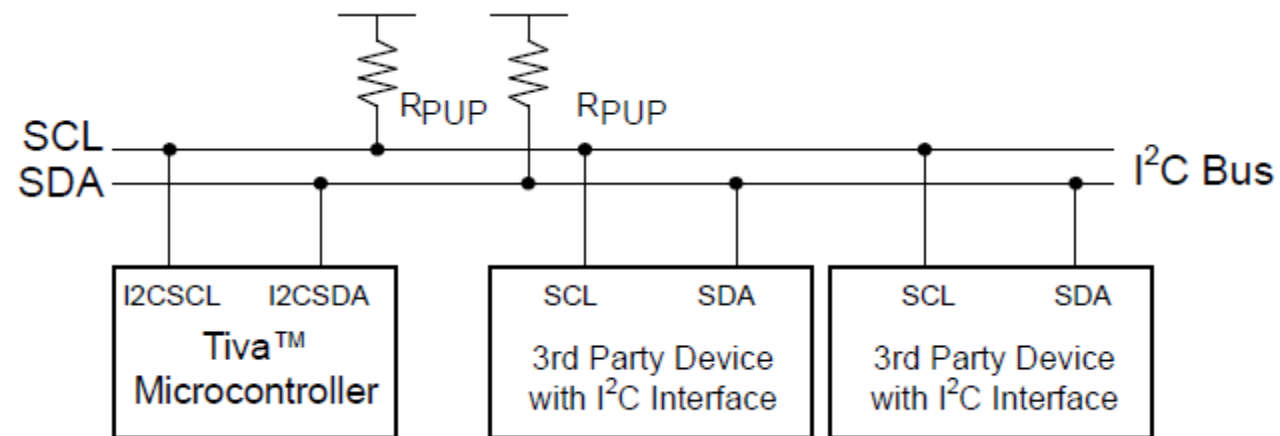 RPUP RPUP
SCL
SDA
I²C Bus
I2CSCL I2CSDA
Tiva™
Microcontroller
SCL SDA
3rd Party Device
with I²C Interface
SCL SDA
3rd Party Device
with I²C Interface